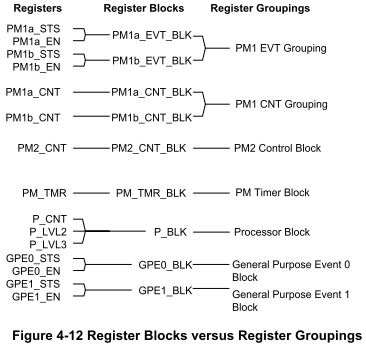 Registers Register Blocks Register Groupings
PM1a_STS
PM1a_EN PM1a_EVT_BLK
PM1 EVT Grouping
PM1b_STS
PM1b_EN PM1b_EVT_BLK
PM1a_CNT PM1a_CNT_BLK
PM1 CNT Grouping
PM1b_CNT PM1b_CNT_BLK
PM2_CNT PM2_CNT_BLK PM2 Control Block
PM_TMR PM_TMR_BLK PM Timer Block
P_CNT
P_LVL2 P_BLK Processor Block
P_LVL3
GPE0_STS
GPE0_EN GPE0_BLK General Purpose Event 0
Block
GPE1_STS
GPE1_EN GPE1_BLK General Purpose Event 1
Block
Figure 4-12 Register Blocks versus Register Groupings